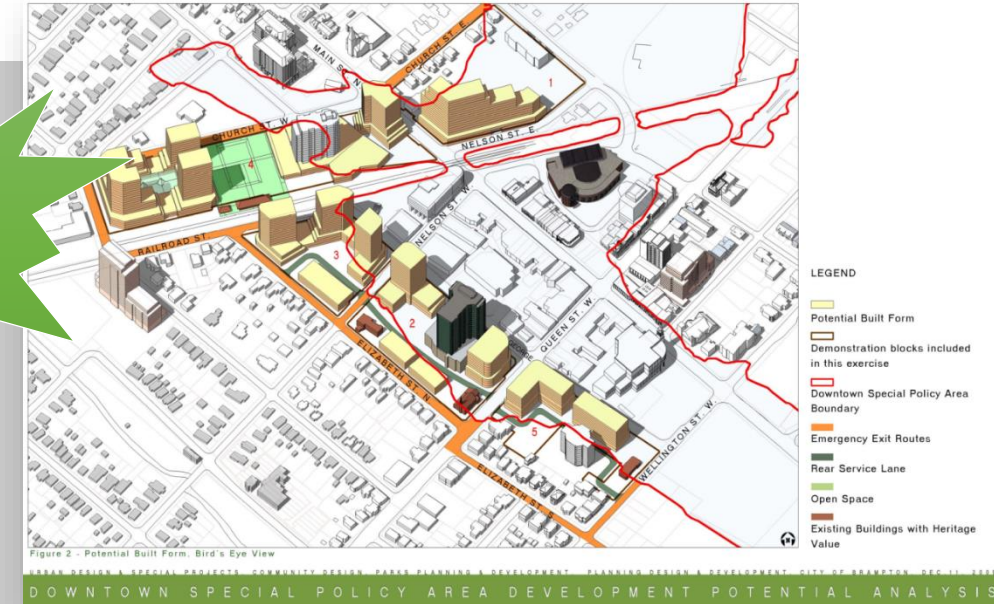 MAIN ST. N
CHURCH ST. E
1
CHURCH ST. W.
NELSON ST. E
4
RAILROAD ST.
NELSON ST. W
3
2
QUEEN ST. W.
GEORGE
ELIZABETH ST. N
5
WELLINGTON ST. W.
ELIZABETH ST. S
LEGEND
Potential Built Form
Demonstration blocks included
in this exercise
Downtown Special Policy Area
Boundary
Emergency Exit Routes
Rear Service Lane
Open Space
Existing Buildings with Heritage
Value
Figure 2 - Potential Built Form, Bird's Eye View
URBAN DESIGN & SPECIAL PROJECTS COMMUNITY DESIGN PARKS PLANNING & DEVELOPMENT PLANNING DESIGN & DEVELOPMENT CITY OF BRAMPTON DEC 11,
DOWNTOWN SPECIAL POLICY AREA DEVELOPMENT POTENTIAL ANALYSIS